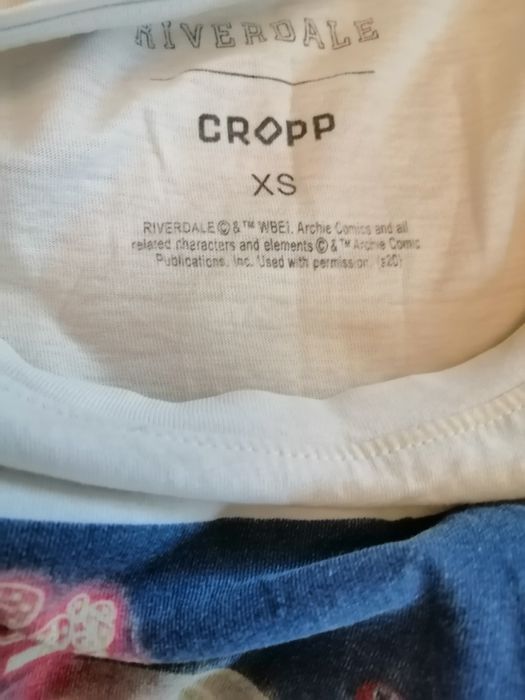 RIVERDALE
CROPP
XS
RIVERDALE © & ™ WBEI. Archie Comics and all
related characters and elements © & ™ Archie Comic
Publications, Inc. Used with permission. (s20)